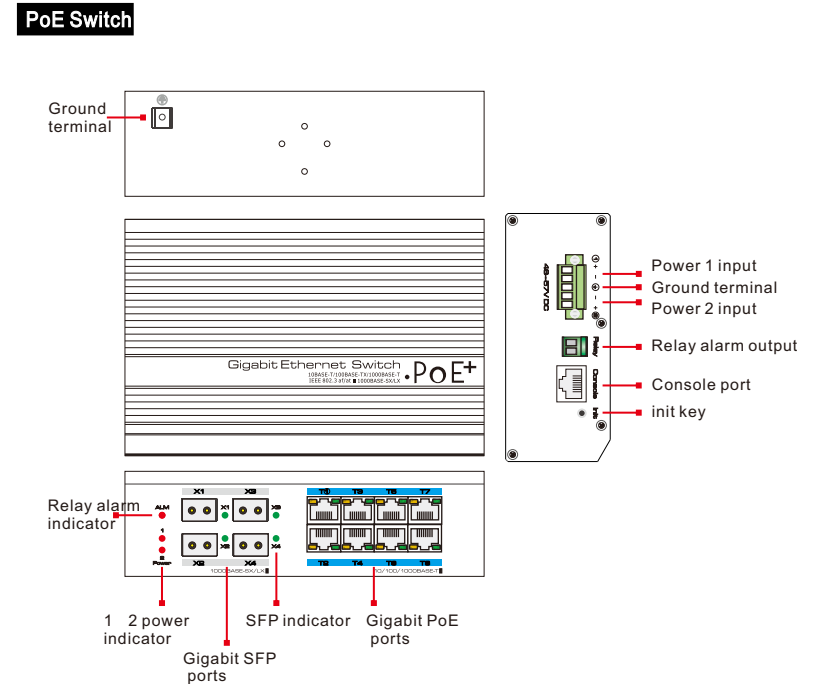 PoE Switch
Ground
terminal
Gigabit Ethernet Switch
10BASE-T/100BASE-TX/1000BASE-T
IEEE 802.3 af/at ■ 1000BASE-SX/LX
.PoE+
48~57VDC
+
-
-
+
Power 1 input
Ground terminal
Power 2 input
Relay
Relay alarm output
Console
Console port
Init
init key
Relay alarm
indicator
ALM
1
2
Power
X1 X3
X1 X3
X2 X4
X2 X4
1000BASE-SX/LX
T3 T5 T7
T2 T4 T6 T8
10/100/1000BASE-T
1 2 power
indicator
SFP indicator
Gigabit PoE
ports
Gigabit SFP
ports